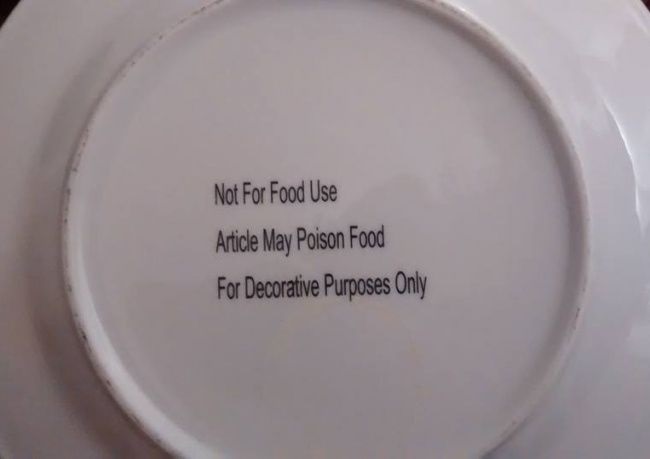 Not For Food Use
Article May Poison Food
For Decorative Purposes Only